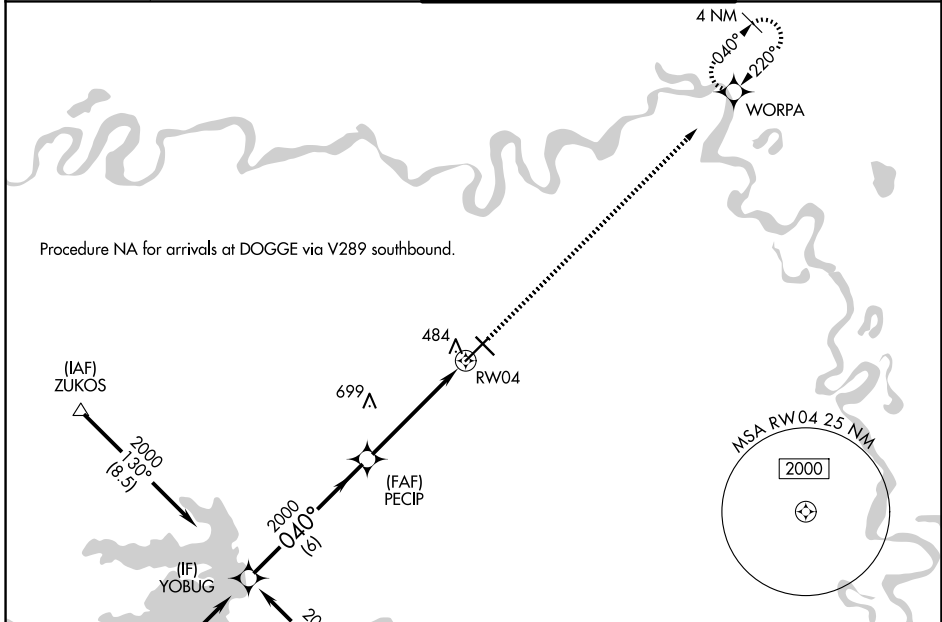 4 NM
040°
220°
WORPA
Procedure NA for arrivals at DOGGE via V289 southbound.
484
RW04
(IAF)
ZUKOS
699
MSA RW04 25 NM
2000
2000
130°
(8.5)
(FAF)
PECIP
2000
040°
(6)
(IF)
YOBUG